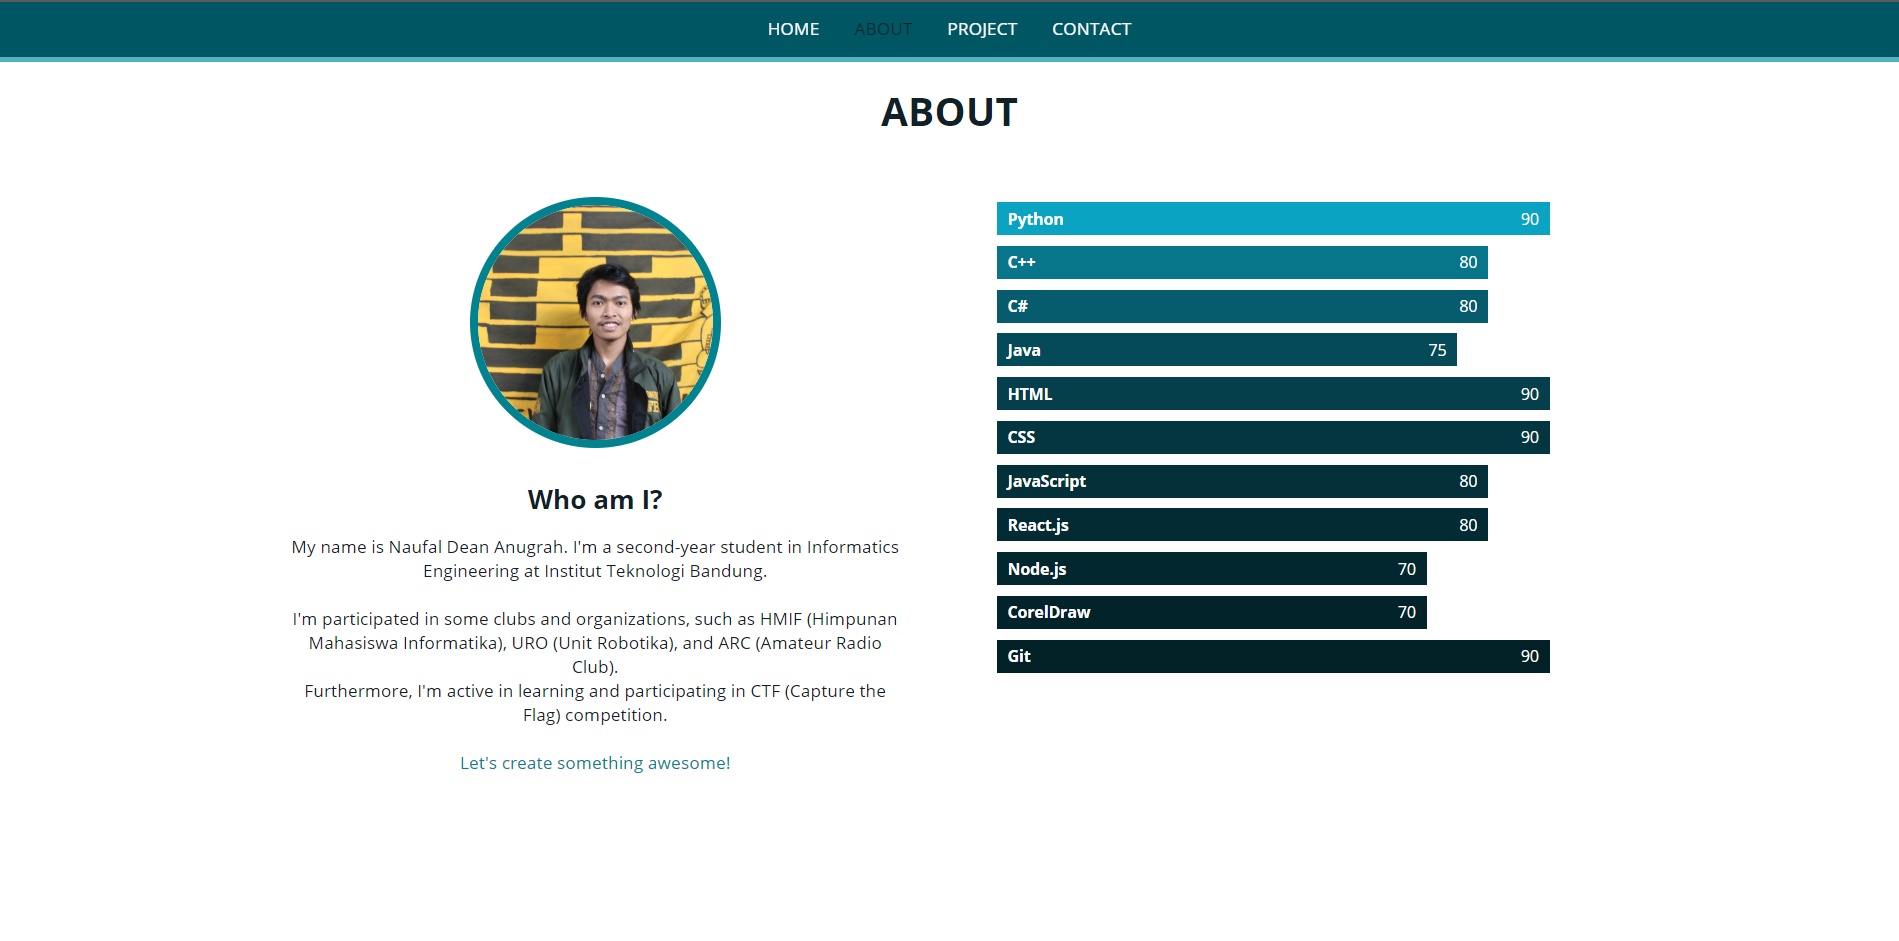 HOME ABOUT PROJECT CONTACT
ABOUT
Who am I?
My name is Naufal Dean Anugrah. I'm a second-year student in Informatics
Engineering at Institut Teknologi Bandung.
I'm participated in some clubs and organizations, such as HMIF (Himpunan
Mahasiswa Informatika), URO (Unit Robotika), and ARC (Amateur Radio
Club).
Furthermore, I'm active in learning and participating in CTF (Capture the
Flag) competition.
Let's create something awesome!
Python 90
C++ 80
C# 80
Java 75
HTML 90
CSS 90
JavaScript 80
React.js 80
Node.js 70
CorelDraw 70
Git 90